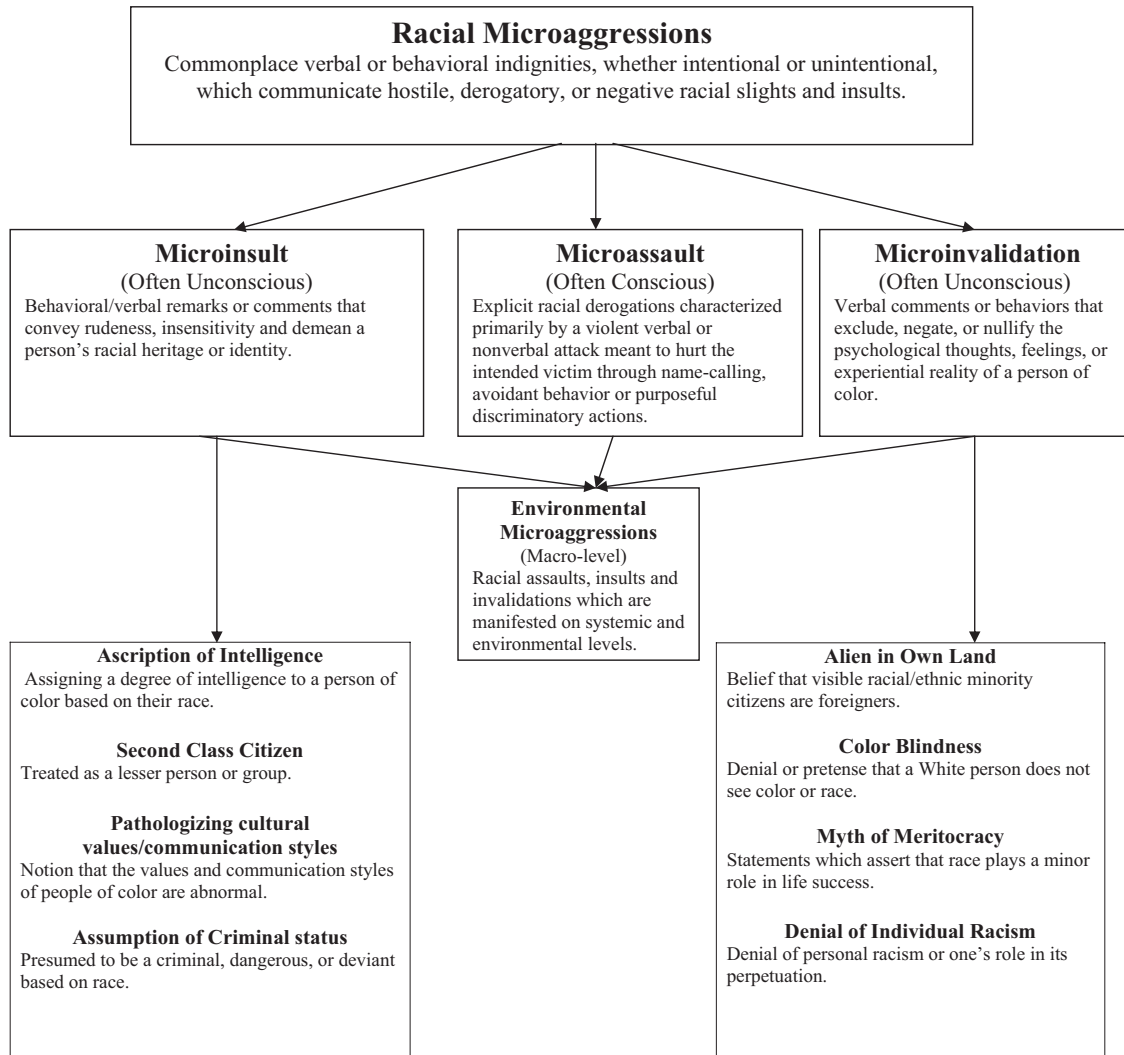 Racial Microaggressions
Commonplace verbal or behavioral indignities, whether intentional or unintentional,
which communicate hostile, derogatory, or negative racial slights and insults.
Microinsult
(Often Unconscious)
Behavioral/verbal remarks or comments that
convey rudeness, insensitivity and demean a
person’s racial heritage or identity.
Microassault
(Often Conscious)
Explicit racial derogations characterized
primarily by a violent verbal or
nonverbal attack meant to hurt the
intended victim through name-calling,
avoidant behavior or purposeful
discriminatory actions.
Microinvalidation
(Often Unconscious)
Verbal comments or behaviors that
exclude, negate, or nullify the
psychological thoughts, feelings, or
experiential reality of a person of
color.
Environmental
Microaggressions
(Macro-level)
Racial assaults, insults and
invalidations which are
manifested on systemic and
environmental levels.
Ascription of Intelligence
Assigning a degree of intelligence to a person of
color based on their race.
Second Class Citizen
Treated as a lesser person or group.
Pathologizing cultural
values/communication styles
Notion that the values and communication styles
of people of color are abnormal.
Assumption of Criminal status
Presumed to be a criminal, dangerous, or deviant
based on race.
Alien in Own Land
Belief that visible racial/ethnic minority
citizens are foreigners.
Color Blindness
Denial or pretense that a White person does not
see color or race.
Myth of Meritocracy
Statements which assert that race plays a minor
role in life success.
Denial of Individual Racism
Denial of personal racism or one’s role in its
perpetuation.